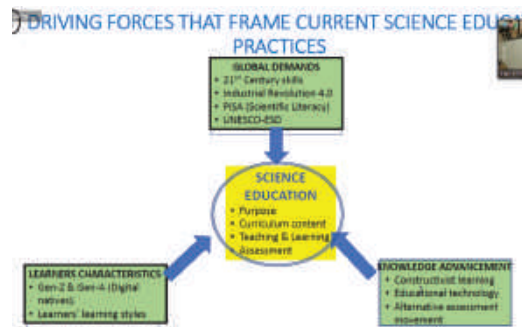 DRIVING FORCES THAT FRAME CURRENT SCIENCE
PRACTICES
GLOBAL DEMANDS
• 21st Century skills
• Industrial Revolution 4.0
• PISA (Scientific Literacy)
• UNESCO-ESD
SCIENCE
EDUCATION
• Purpose
• Curriculum content
• Teaching & Learning
• Assessment
LEARNERS CHARACTERISTICS
• Gen-Z & Gen-A (Digital
natives)
• Learners' learning styles
KNOWLEDGE ADVANCEMENT
• Constructivist learning
• Educational technology
• Alternative assessment
movement